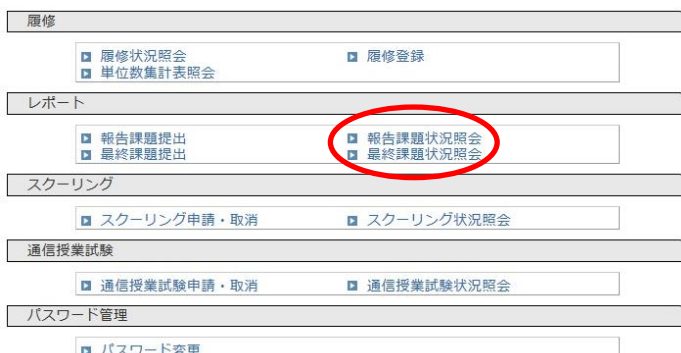 履修
履修状況照会 履修登録
単位数集計表照会
レポート
報告課題提出 報告課題状況照会
最終課題提出 最終課題状況照会
スクーリング
スクーリング申請・取消 スクーリング状況照会
通信授業試験
通信授業試験申請・取消 通信授業試験状況照会
パスワード管理
パスワード変更